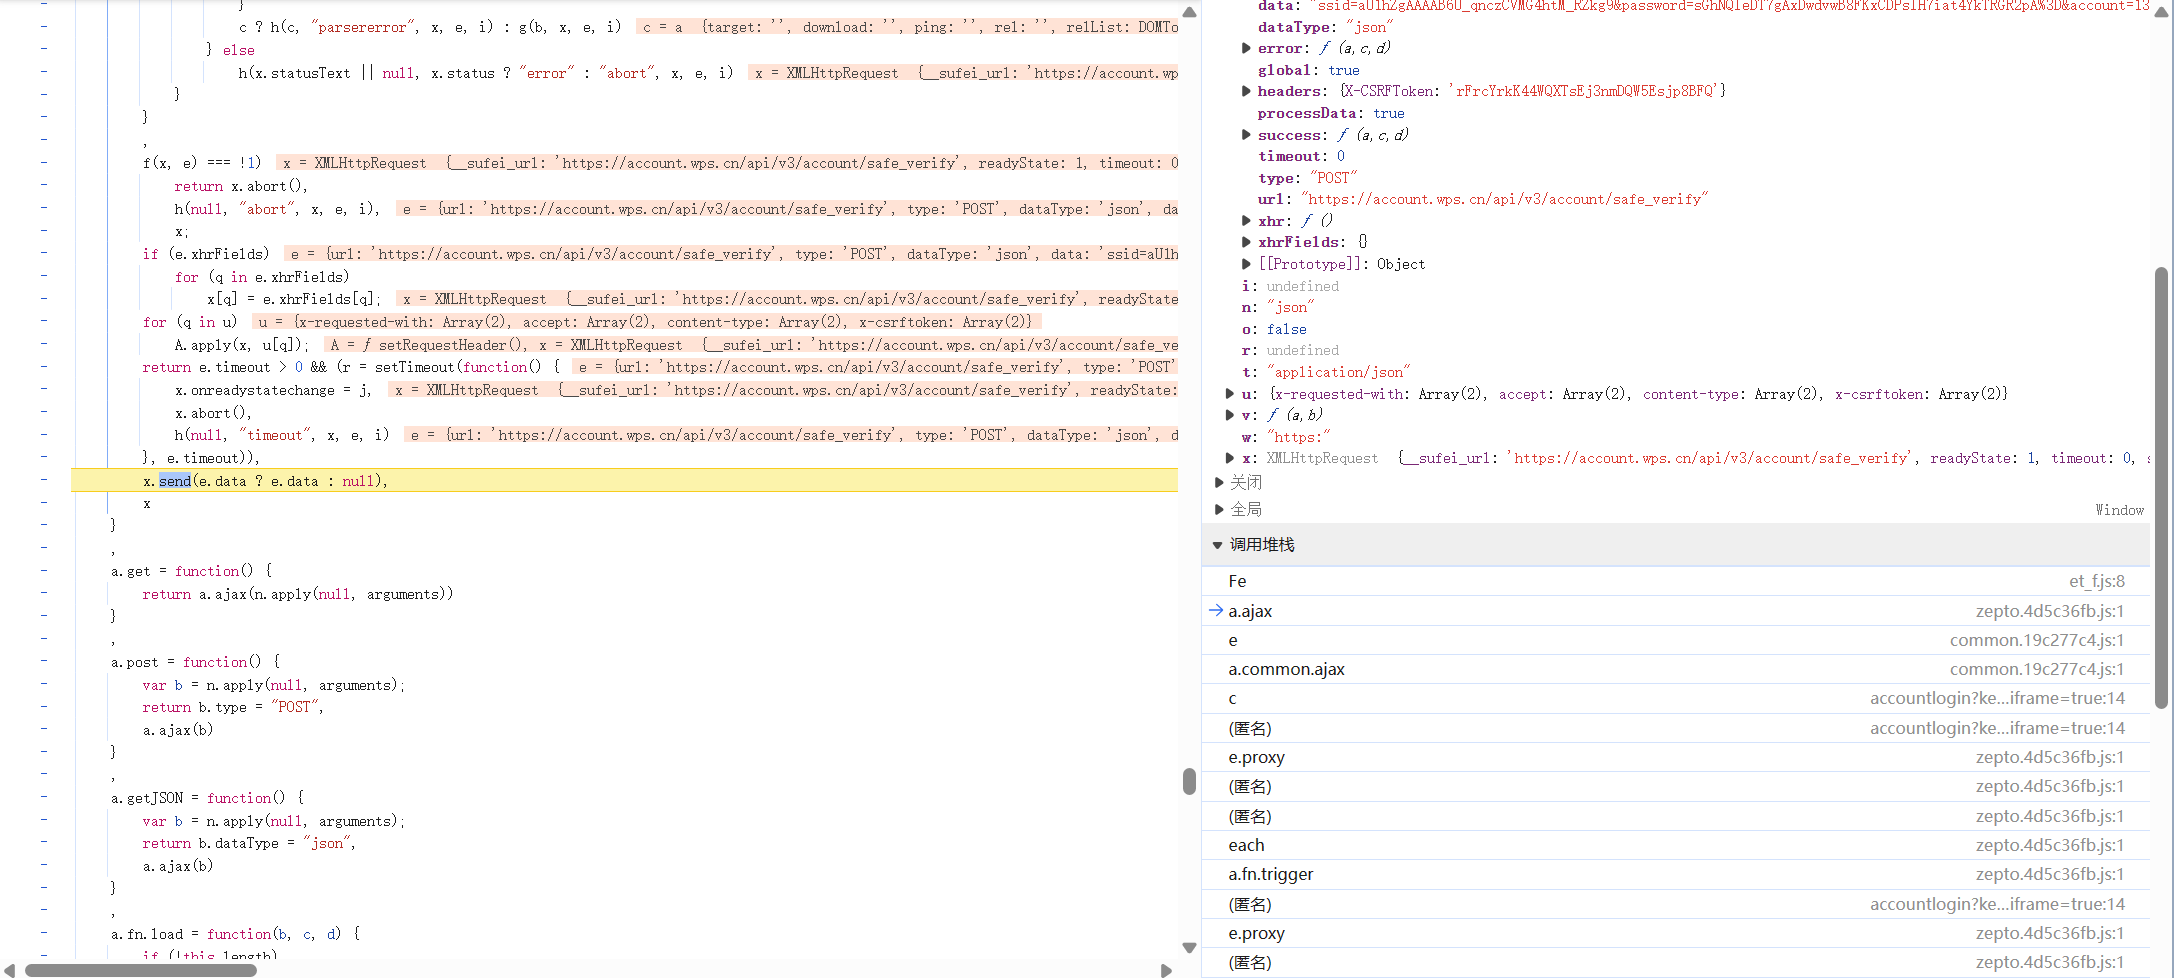 }
c ? h(c, "parsererror", x, e, i) : g(b, x, e, i) c = a {target: '', download: '', ping: '', rel: '', relList: DOMTo
} else
h(x.statusText || null, x.status ? "error" : "abort", x, e, i) x = XMLHttpRequest {__sufei_url: 'https://account.wp
}
}
,
f(x, e) === !1) x = XMLHttpRequest {__sufei_url: 'https://account.wps.cn/api/v3/account/safe_verify', readyState: 1, timeout: 0
return x.abort(),
h(null, "abort", x, e, i), e = {url: 'https://account.wps.cn/api/v3/account/safe_verify', type: 'POST', dataType: 'json', da
x;
if (e.xhrFields) e = {url: 'https://account.wps.cn/api/v3/account/safe_verify', type: 'POST', dataType: 'json', data: 'ssid=aU1h
for (q in e.xhrFields)
x[q] = e.xhrFields[q]; x = XMLHttpRequest {__sufei_url: 'https://account.wps.cn/api/v3/account/safe_verify', readyState
for (q in u) u = {x-requested-with: Array(2), accept: Array(2), content-type: Array(2), x-csrftoken: Array(2)}
A.apply(x, u[q]); A = ƒ setRequestHeader(), x = XMLHttpRequest {__sufei_url: 'https://account.wps.cn/api/v3/account/safe_ve
return e.timeout > 0 && (r = setTimeout(function() { e = {url: 'https://account.wps.cn/api/v3/account/safe_verify', type: 'POST'
x.onreadystatechange = j, x = XMLHttpRequest {__sufei_url: 'https://account.wps.cn/api/v3/account/safe_verify', readyState:
x.abort(),
h(null, "timeout", x, e, i) e = {url: 'https://account.wps.cn/api/v3/account/safe_verify', type: 'POST', dataType: 'json', d
}, e.timeout)),
x.send(e.data ? e.data : null),
x
}
,
a.get = function() {
return a.ajax(n.apply(null, arguments))
}
,
a.post = function() {
var b = n.apply(null, arguments);
return b.type = "POST",
a.ajax(b)
}
,
a.getJSON = function() {
var b = n.apply(null, arguments);
return b.dataType = "json",
a.ajax(b)
}
,
a.fn.load = function(b, c, d) {
if (!this.length)
dataType: "json"
error: ƒ (a,c,d)
global: true
headers: {X-CSRFToken: 'rFrcYrkK44WQXTsEj3nmDQW5Esjp8BFQ'}
processData: true
success: ƒ (a,c,d)
timeout: 0
type: "POST"
url: "https://account.wps.cn/api/v3/account/safe_verify"
xhr: ƒ ()
xhrFields: {}
[[Prototype]]: Object
i: undefined
n: "json"
o: false
r: undefined
t: "application/json"
u: {x-requested-with: Array(2), accept: Array(2), content-type: Array(2), x-csrftoken: Array(2)}
v: ƒ (a,b)
w: "https:"
x: XMLHttpRequest {__sufei_url: 'https://account.wps.cn/api/v3/account/safe_verify', readyState: 1, timeout: 0, s
关闭
全局 Window
调用堆栈
Fe et_f.js:8
a.ajax zepto.4d5c36fb.js:1
e common.19c277c4.js:1
a.common.ajax common.19c277c4.js:1
c accountlogin?ke...iframe=true:14
(匿名) accountlogin?ke...iframe=true:14
e.proxy zepto.4d5c36fb.js:1
(匿名) zepto.4d5c36fb.js:1
(匿名) zepto.4d5c36fb.js:1
each zepto.4d5c36fb.js:1
a.fn.trigger zepto.4d5c36fb.js:1
(匿名) accountlogin?ke...iframe=true:14
e.proxy zepto.4d5c36fb.js:1
(匿名) zepto.4d5c36fb.js:1